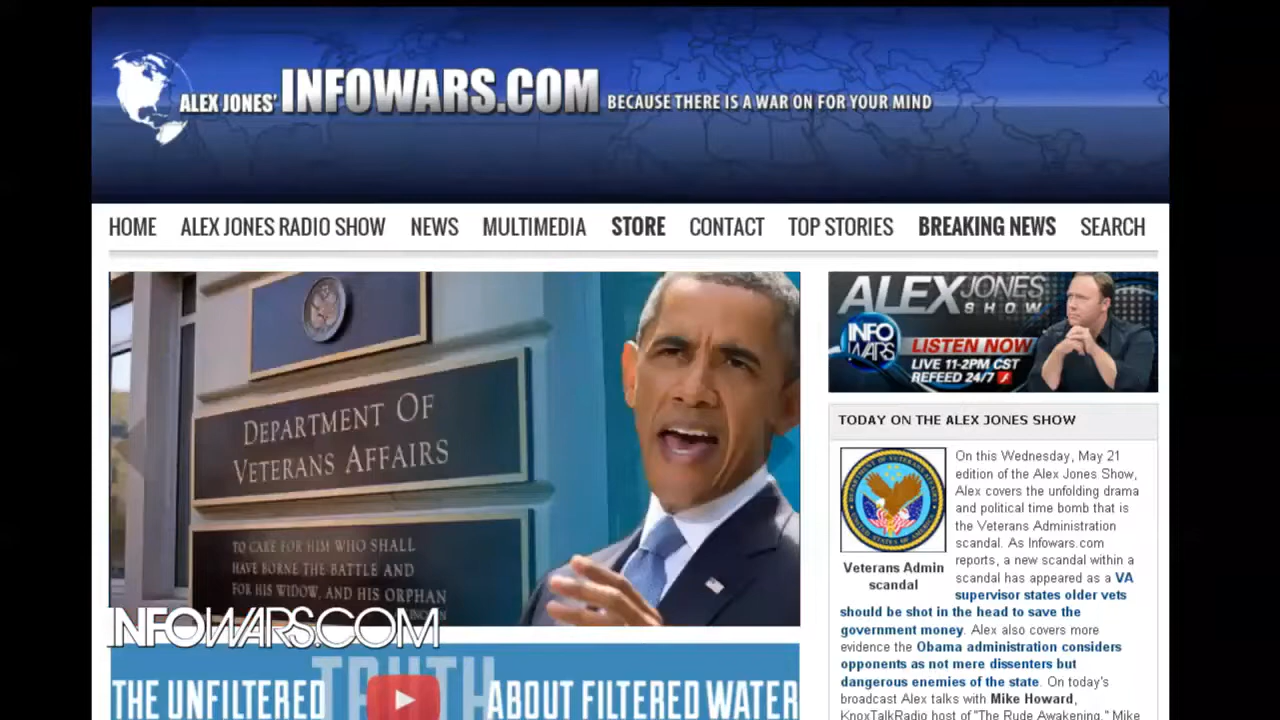 ALEX JONES' INFOWARS.COM BECAUSE THERE IS A WAR ON FOR YOUR MIND
HOME ALEX JONES RADIO SHOW NEWS MULTIMEDIA STORE CONTACT TOP STORIES BREAKING NEWS SEARCH
DEPARTMENT OF
VETERANS AFFAIRS
TO CARE FOR HIM WHO SHALL
HAVE BORNE THE BATTLE AND
FOR HIS WIDOW, AND HIS ORPHAN
INFOWARS.COM
TRUTH
THE UNFILTERED ABOUT FILTERED WATER
ALEX JONES
SHOW
INFO
WARS
LISTEN NOW
LIVE 11-2PM CST
REFEED 24/7
TODAY ON THE ALEX JONES SHOW
Veterans Admin
scandal
On this Wednesday, May 21
edition of the Alex Jones Show,
Alex covers the unfolding drama
and political time bomb that is
the Veterans Administration
scandal. As Infowars.com
reports, a new scandal within a
scandal has appeared as a VA
supervisor states older vets
should be shot in the head to save the
government money. Alex also covers more
evidence the Obama administration considers
opponents as not mere dissenters but
dangerous enemies of the state. On today's
broadcast Alex talks with Mike Howard,
KnoxTalkRadio host of "The Rude Awakening." Mike